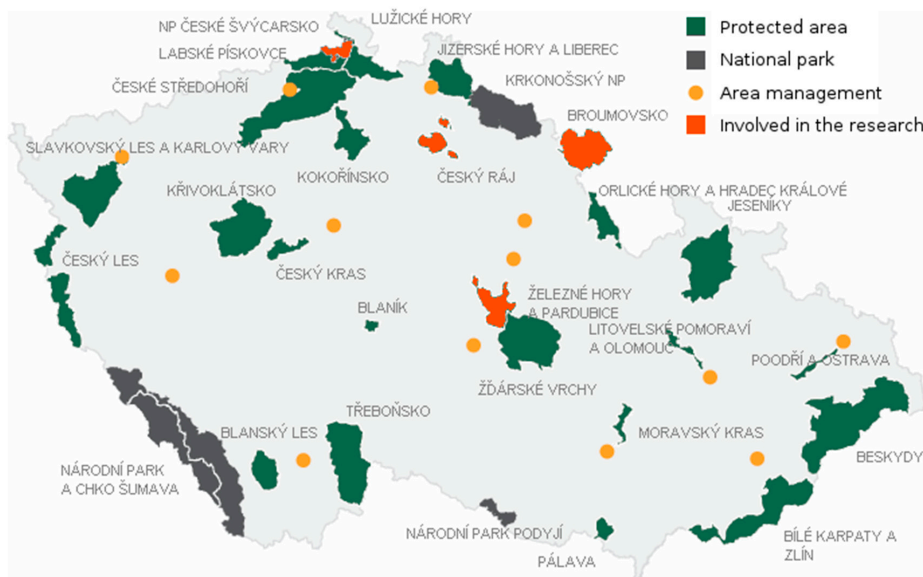 LUŽICKÉ HORY
NP ČESKÉ ŠVÝCARSKO
LABSKÉ PÍSKOVCE
JIZERSKÉ HORY A LIBEREC
ČESKÉ STŘEDOHOŘÍ
KRKONOŠSKÝ NP
BROUMOVSKO
Protected area
National park
Area management
Involved in the research
SLAVKOVSKÝ LES A KARLOVY VARY
KŘIVOKLÁTSKO
KOKOŘÍNSKO
ČESKÝ RÁJ
ORLICKÉ HORY A HRADEC KRÁLOVÉ
JESENÍKY
ČESKÝ LES
ČESKÝ KRAS
BLANÍK
ŽELEZNÉ HORY
A PARDUBICE
LITOVELSKÉ POMORAVÍ
A OLOMOUC
POODŘÍ A OSTRAVA
ŽĎÁRSKÉ VRCHY
TŘEBOŇSKO
BLANSKÝ LES
MORAVSKÝ KRAS
NÁRODNÍ PARK
A CHKO ŠUMAVA
BESKYDY
NÁRODNÍ PARK PODYJÍ
PÁLAVA
BÍLÉ KARPATY A
ZLÍN